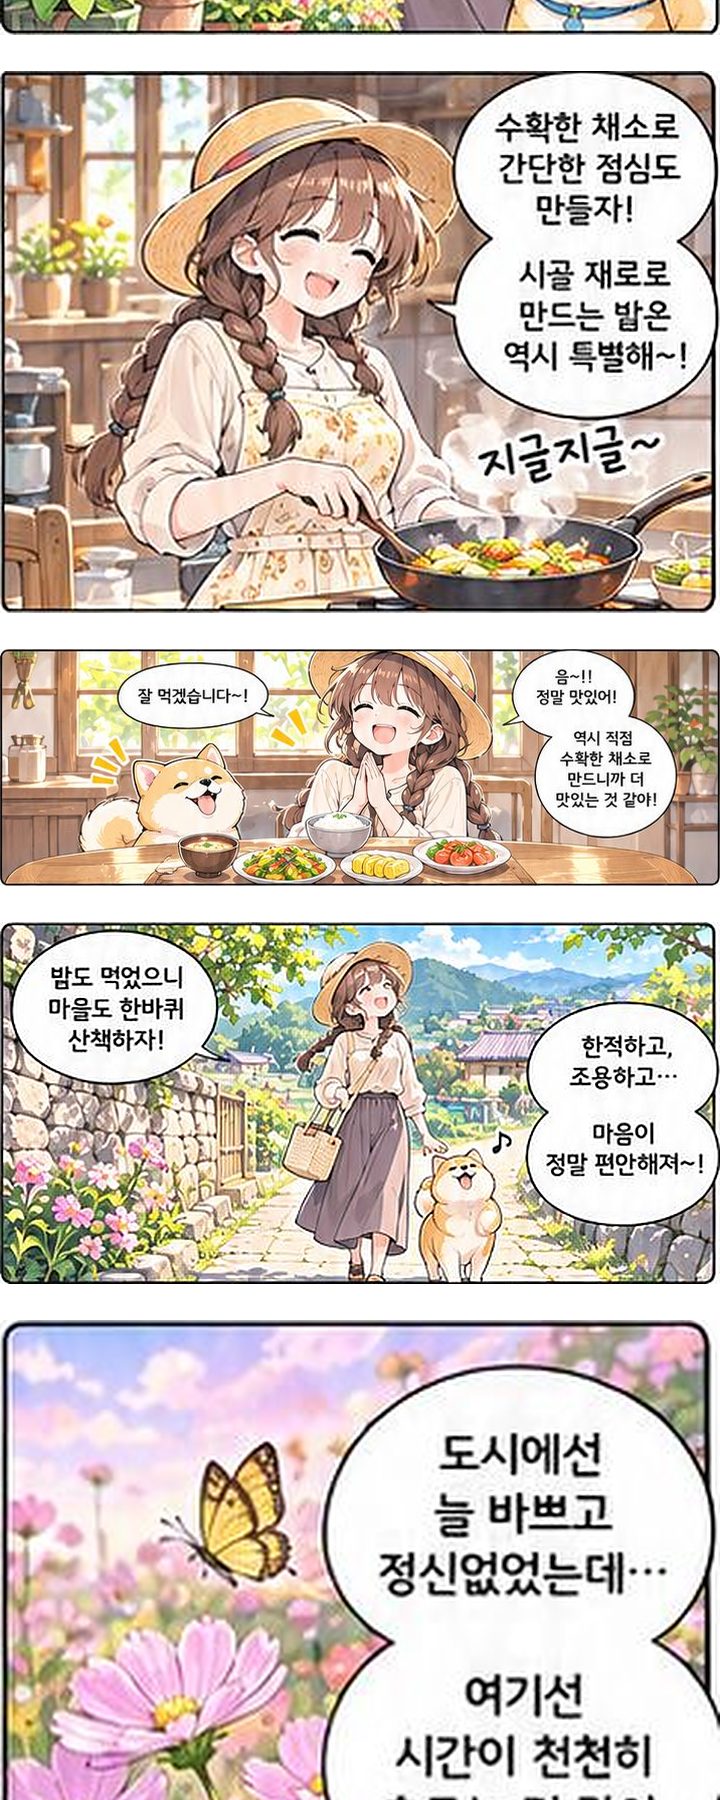 수확한 채소로
간단한 점심도
만들자!
시골 재로로
만드는 밥온
역시 특별해~!
지글지글~
잘 먹겠습니다~!
음~!!
정말 맛있어!
역시 직점
수확한 채소로
만드니까 더
맛있는 것 같아!
밤도 먹었으니
마을도 한바퀴
산책하자!
한적하고,
조용하고…
마음이
정말 편안해져~!
도시에선
늘 바쁘고
정신없었는데…
여기선
시간이 천천히